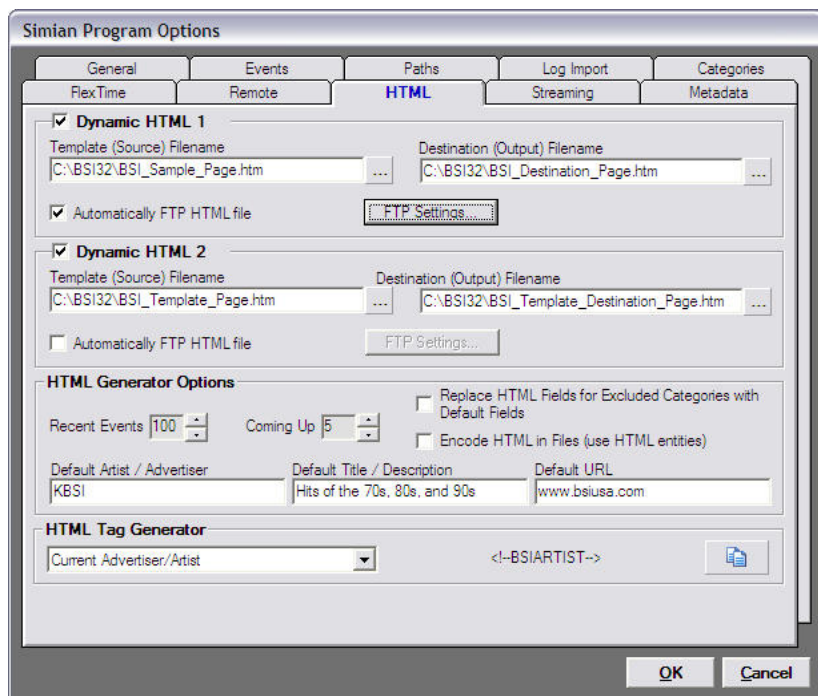 Simian Program Options
General Events Paths Log Import Categories
FlexTime Remote HTML Streaming Metadata
Dynamic HTML 1
Template (Source) Filename Destination (Output) Filename
C:\BSI32\BSI_Sample_Page.htm ... C:\BSI32\BSI_Destination_Page.htm ...
Automatically FTP HTML file FTP Settings...
Dynamic HTML 2
Template (Source) Filename Destination (Output) Filename
C:\BSI32\BSI_Template_Page.htm ... C:\BSI32\BSI_Template_Destination_Page.htm ...
Automatically FTP HTML file FTP Settings...
HTML Generator Options
Recent Events 100 Coming Up 5
Replace HTML Fields for Excluded Categories with
Default Fields
Encode HTML in Files (use HTML entities)
Default Artist / Advertiser Default Title / Description Default URL
KBSI Hits of the 70s, 80s, and 90s www.bsiusa.com
HTML Tag Generator
Current Advertiser/Artist <!--BSIARTIST-->
OK Cancel